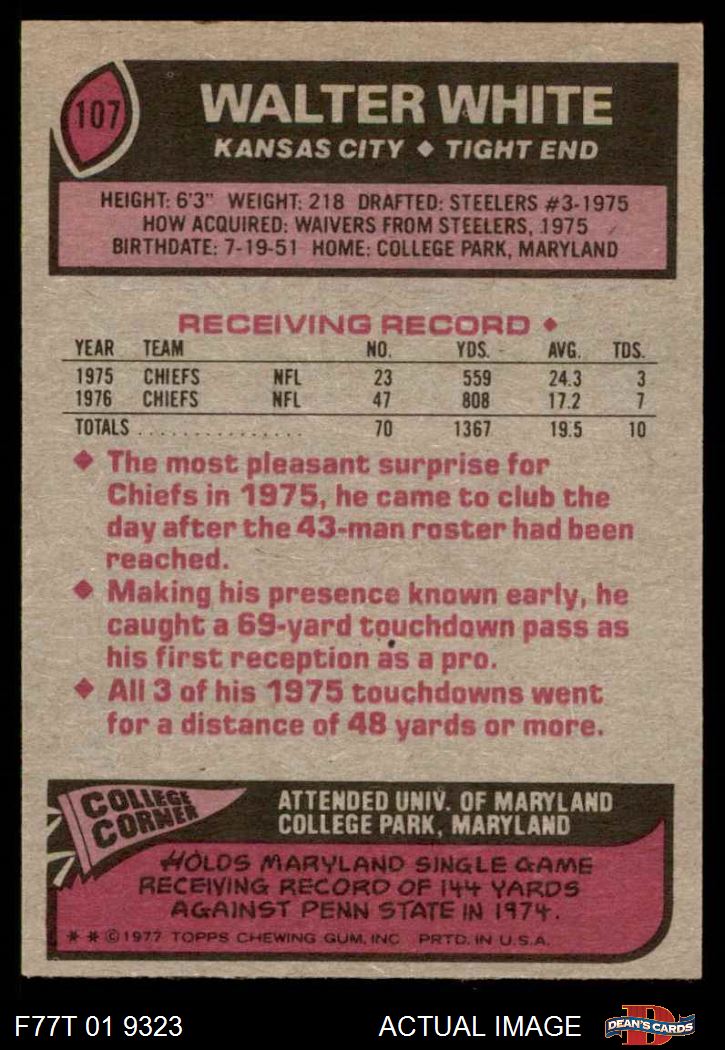 107
WALTER WHITE
KANSAS CITY ◆ TIGHT END
HEIGHT: 6'3" WEIGHT: 218 DRAFTED: STEELERS #3-1975
HOW ACQUIRED: WAIVERS FROM STEELERS, 1975
BIRTHDATE: 7-19-51 HOME: COLLEGE PARK, MARYLAND
RECEIVING RECORD ◆
YEAR TEAM NO. YDS. AVG. TDS.
1975 CHIEFS NFL 23 559 24.3 3
1976 CHIEFS NFL 47 808 17.2 7
TOTALS ................ 70 1367 19.5 10
◆ The most pleasant surprise for
Chiefs in 1975, he came to club the
day after the 43-man roster had been
reached.
◆ Making his presence known early, he
caught a 69-yard touchdown pass as
his first reception as a pro.
◆ All 3 of his 1975 touchdowns went
for a distance of 48 yards or more.
COLLEGE
CORNER
ATTENDED UNIV. OF MARYLAND
COLLEGE PARK, MARYLAND
HOLDS MARYLAND SINGLE GAME
RECEIVING RECORD OF 144 YARDS
AGAINST PENN STATE IN 1974.
* * © 1977 TOPPS CHEWING GUM, INC. PRTD. IN U.S.A.
F77T 01 9323 ACTUAL IMAGE
D
DEAN'S CARDS